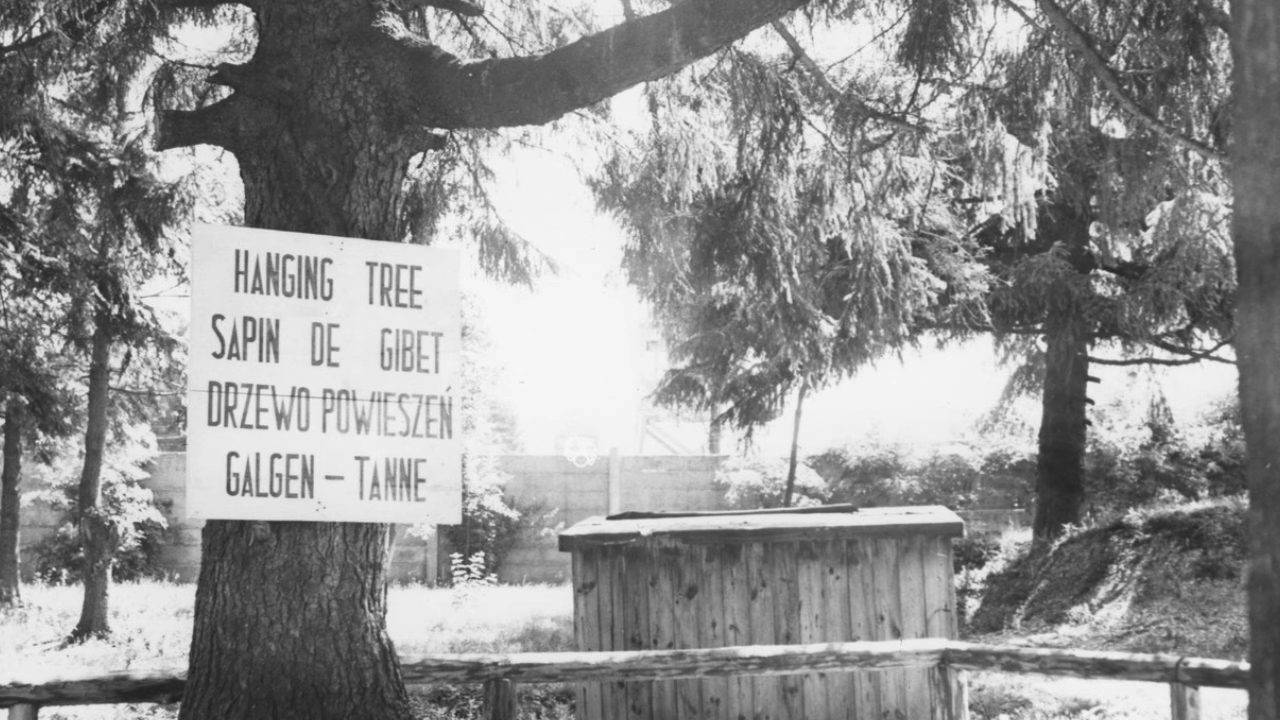 HANGING TREE
SAPIN DE GIBET
DRZEWO POWIESZEŃ
GALGEN – TANNE